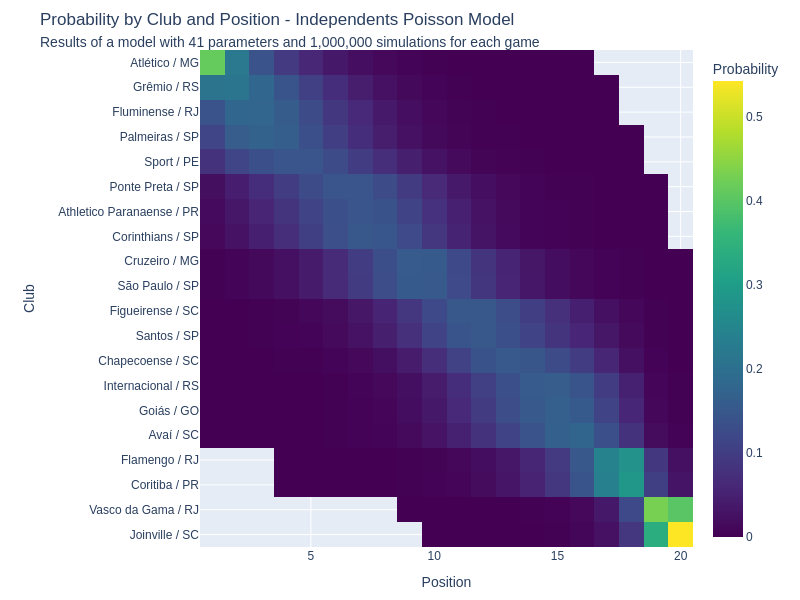 Probability by Club and Position - Independents Poisson Model
Results of a model with 41 parameters and 1,000,000 simulations for each game
Probability
Atlético / MG
Grêmio / RS
Fluminense / RJ
Palmeiras / SP
Sport / PE
Ponte Preta / SP
Athletico Paranaense / PR
Corinthians / SP
Cruzeiro / MG
São Paulo / SP
Figueirense / SC
Santos / SP
Chapecoense / SC
Internacional / RS
Goiás / GO
Avaí / SC
Flamengo / RJ
Coritiba / PR
Vasco da Gama / RJ
Joinville / SC
Club
5
10
15
20
Position
0.5
0.4
0.3
0.2
0.1
0